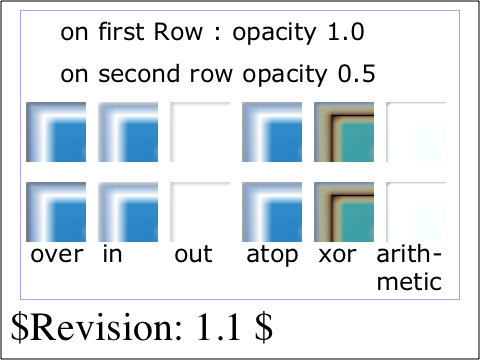 on first Row : opacity 1.0
on second row opacity 0.5
over in out atop xor arith-
metic
$Revision: 1.1 $